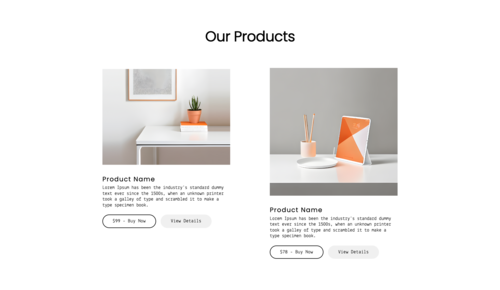 Our Products
Product Name
Lorem Ipsum has been the industry's standard dummy
text ever since the 1500s, when an unknown printer
took a galley of type and scrambled it to make a
type specimen book.
$99 - Buy Now
View Details
Product Name
Lorem Ipsum has been the industry's standard dummy
text ever since the 1500s, when an unknown printer
took a galley of type and scrambled it to make a
type specimen book.
$78 - Buy Now
View Details